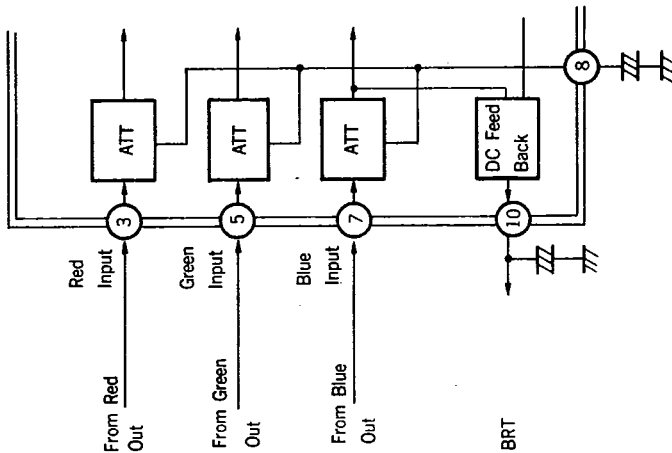 ATT
ATT
ATT
DC Feed
Back
3
5
7
10
8
Red
Input
Green
Input
Blue
Input
From Red
Out
From Green
Out
From Blue
Out
BRT